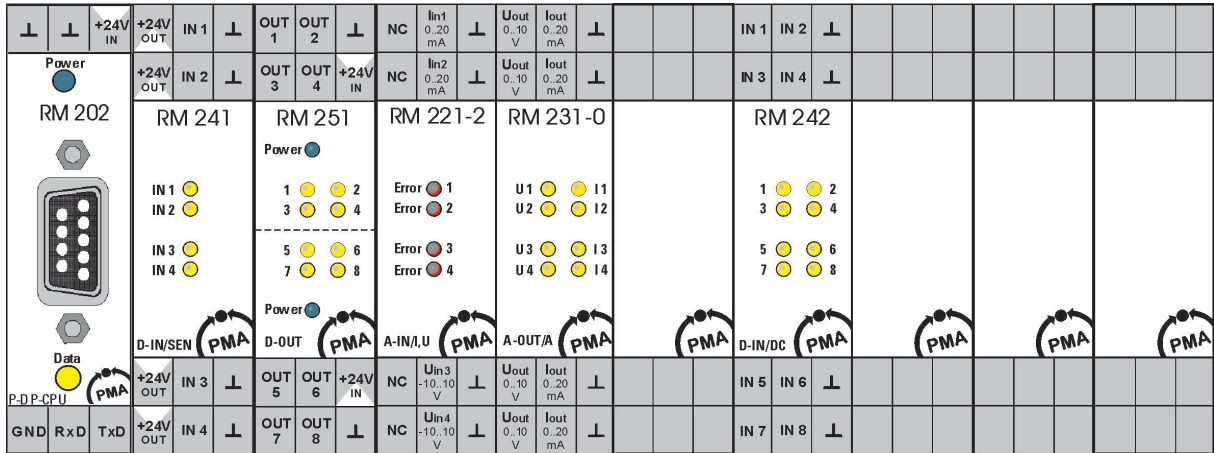 ⊥ ⊥ +24V IN +24V OUT IN 1 ⊥ OUT 1 OUT 2 ⊥ NC Iin1 0..20 mA ⊥ Uout 0..10 V Iout 0..20 mA ⊥ IN 1 IN 2 ⊥
+24V OUT IN 2 ⊥ OUT 3 OUT 4 +24V IN NC Iin2 0..20 mA ⊥ Uout 0..10 V Iout 0..20 mA ⊥ IN 3 IN 4 ⊥
Power
RM 202 RM 241 RM 251 RM 221-2 RM 231-0 RM 242
Power
IN 1 1 2 Error 1 U 1 I 1 1 2
IN 2 3 4 Error 2 U 2 I 2 3 4
IN 3 5 6 Error 3 U 3 I 3 5 6
IN 4 7 8 Error 4 U 4 I 4 7 8
Power
D-IN/SEN PMA D-OUT PMA A-IN/I,U PMA A-OUT/A PMA PMA D-IN/DC PMA PMA PMA PMA
Data
P-DP-CPU PMA
+24V OUT IN 3 ⊥ OUT 5 OUT 6 +24V IN NC Uin3 -10..10 V ⊥ Uout 0..10 V Iout 0..20 mA ⊥ IN 5 IN 6 ⊥
GND RxD TxD +24V OUT IN 4 ⊥ OUT 7 OUT 8 ⊥ NC Uin4 -10..10 V ⊥ Uout 0..10 V Iout 0..20 mA ⊥ IN 7 IN 8 ⊥